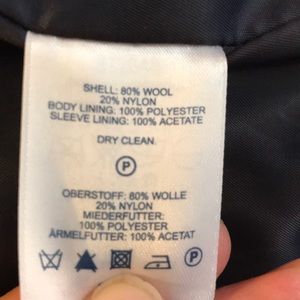 SHELL: 80% WOOL
20% NYLON
BODY LINING: 100% POLYESTER
SLEEVE LINING: 100% ACETATE
DRY CLEAN.
P
OBERSTOFF: 80% WOLLE
20% NYLON
MIEDERFUTTER:
100% POLYESTER
ÄRMELFUTTER: 100% ACETAT
P